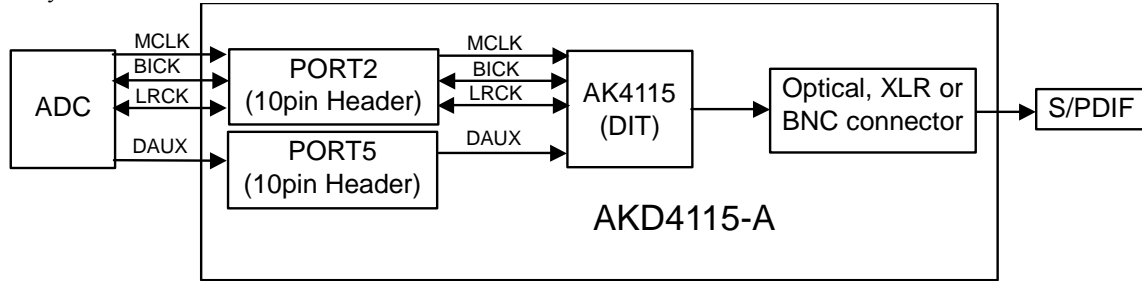 ADC
MCLK
BICK
LRCK
DAUX
PORT2
(10pin Header)
PORT5
(10pin Header)
MCLK
BICK
LRCK
DAUX
AK4115
(DIT)
Optical, XLR or
BNC connector
S/PDIF
AKD4115-A